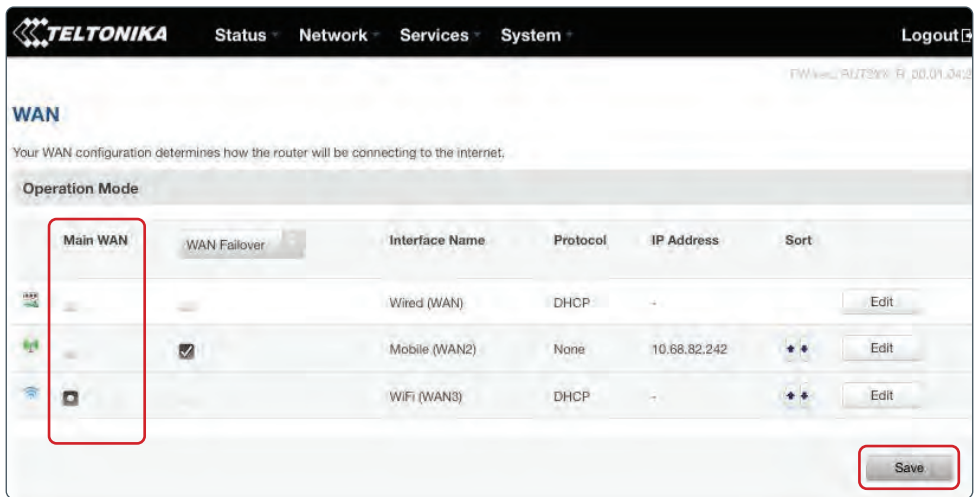 TELTONIKA Status Network Services System Logout
WAN
Your WAN configuration determines how the router will be connecting to the internet.
Operation Mode
Main WAN WAN Failover Interface Name Protocol IP Address Sort
Wired (WAN) DHCP - Edit
Mobile (WAN2) None 10.68.82.242 Edit
WiFi (WAN3) DHCP - Edit
Save